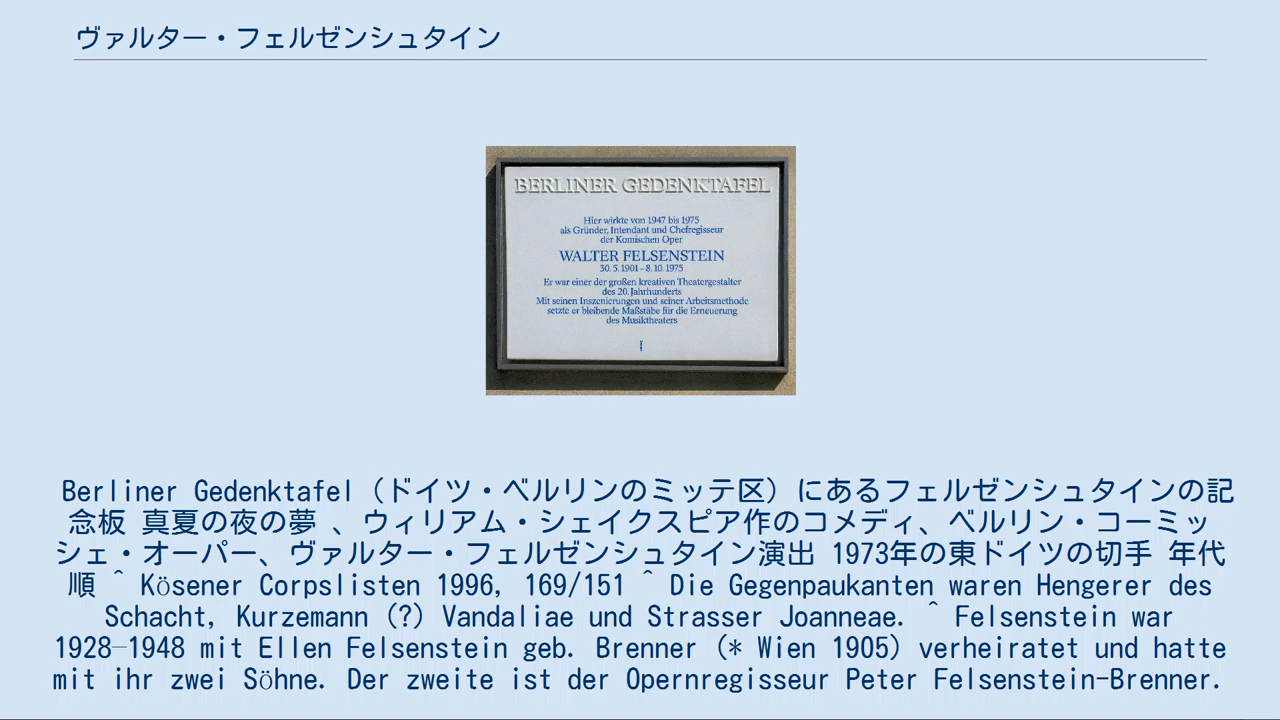 ヴァルター・フェルゼンシュタイン
BERLINER GEDENKTAFEL
Hier wirkte von 1947 bis 1975
als Gründer, Intendant und Chefregisseur
der Komischen Oper
WALTER FELSENSTEIN
30. 5. 1901 – 8. 10. 1975
Er war einer der großen kreativen Theatergestalter
des 20. Jahrhunderts
Mit seinen Inszenierungen und seiner Arbeitsmethode
setzte er bleibende Maßstäbe für die Erneuerung
des Musiktheaters
Berliner Gedenktafel（ドイツ・ベルリンのミッテ区）にあるフェルゼンシュタインの記
念板 真夏の夜の夢 、ウィリアム・シェイクスピア作のコメディ、ベルリン・コーミッ
シェ・オーパー、ヴァルター・フェルゼンシュタイン演出 1973年の東ドイツの切手 年代
順 ^ Kösener Corpslisten 1996, 169/151 ^ Die Gegenpaukanten waren Hengerer des
Schacht, Kurzemann (?) Vandaliae und Strasser Joanneae. ^ Felsenstein war
1928–1948 mit Ellen Felsenstein geb. Brenner (* Wien 1905) verheiratet und hatte
mit ihr zwei Söhne. Der zweite ist der Opernregisseur Peter Felsenstein-Brenner.